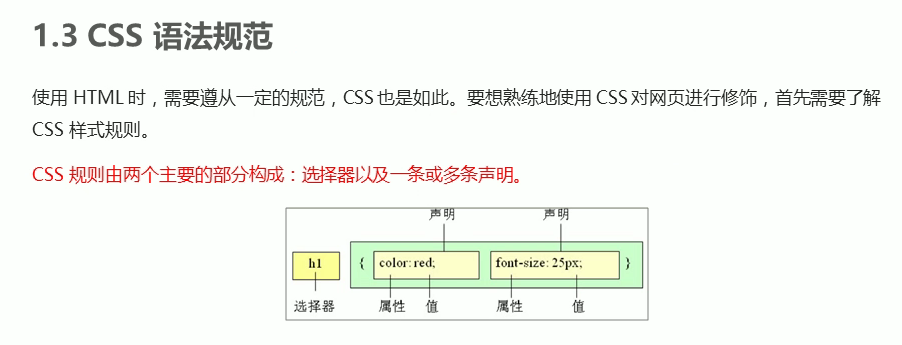 1.3 CSS 语法规范
使用 HTML 时，需要遵从一定的规范，CSS 也是如此。要想熟练地使用 CSS 对网页进行修饰，首先需要了解
CSS 样式规则。
CSS 规则由两个主要的部分构成：选择器以及一条或多条声明。
声明 声明
h1 { color: red; font-size: 25px; }
选择器 属性 值 属性 值